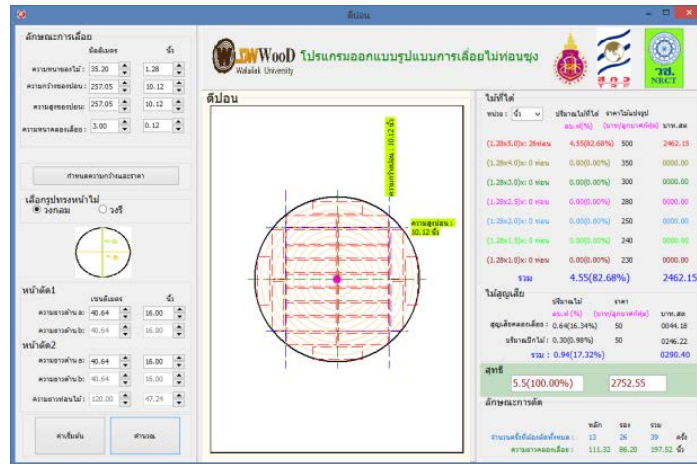 ตีปอน
ลักษณะการเลื่อย
มิลลิเมตร นิ้ว
ความหนาของไม้ : 35.20 1.28
ความกว้างของปอน : 257.05 10.12
ความสูงของปอน: 257.05 10.12
ความหนาคลองเลื่อย : 3.00 0.12
กำหนดความกว้างและราคา
เลือกรูปทรงหน้าไม้
วงกลม วงรี
หน้าตัด1
เซนติเมตร นิ้ว
ความยาวด้าน a: 40.64 16.00
ความยาวด้าน b: 40.64 16.00
หน้าตัด2
ความยาวด้าน a: 40.64 16.00
ความยาวด้าน b: 40.64 16.00
ความยาวท่อนไม้ : 120.00 47.24
ค่าเริ่มต้น คำนวณ
WOOD โปรแกรมออกแบบรูปแบบการเลื่อยไม้ท่อนซุง
Walailak University
ส ก ว
วช.
NRCT
ตีปอน
ความกว้างปอน : 10.12 นิ้ว
ความสูงปอน :
10.12 นิ้ว
ไม้ที่ได้
หน่วย : นิ้ว ปริมาณไม้ที่ได้ ราคาไม้แปรรูป
ลบ.ฟ(%) (บาท/ลูกบาศก์ฟุต) บาท.สต
(1.28x5.0)x: 26ท่อน 4.55(82.68%) 500 2462.15
(1.28x4.0)x: 0 ท่อน 0.00(0.00%) 350 0000.00
(1.28x3.0)x: 0 ท่อน 0.00(0.00%) 300 0000.00
(1.28x2.5)x: 0 ท่อน 0.00(0.00%) 280 0000.00
(1.28x2.0)x: 0 ท่อน 0.00(0.00%) 250 0000.00
(1.28x1.5)x: 0 ท่อน 0.00(0.00%) 240 0000.00
(1.28x1.0)x: 0 ท่อน 0.00(0.00%) 230 0000.00
รวม 4.55(82.68%) 2462.15
ไม้สูญเสีย
ปริมาณไม้ ราคา
ลบ.ฟ (%) (บาท/ลูกบาศก์ฟุต) บาท.สต
สูญเสียคลองเลื่อย : 0.64(16.34%) 50 0044.18
ปริมาณปีกไม้ : 0.30(0.98%) 50 0246.22
รวม : 0.94(17.32%) 0290.40
สุทธิ
5.5(100.00%) 2752.55
ลักษณะการตัด
หลัก รอง รวม
จำนวนครั้งที่ต้องตัดทั้งหมด : 13 26 39 ครั้ง
ความยาวคลองเลื่อย : 111.32 86.20 197.52 นิ้ว